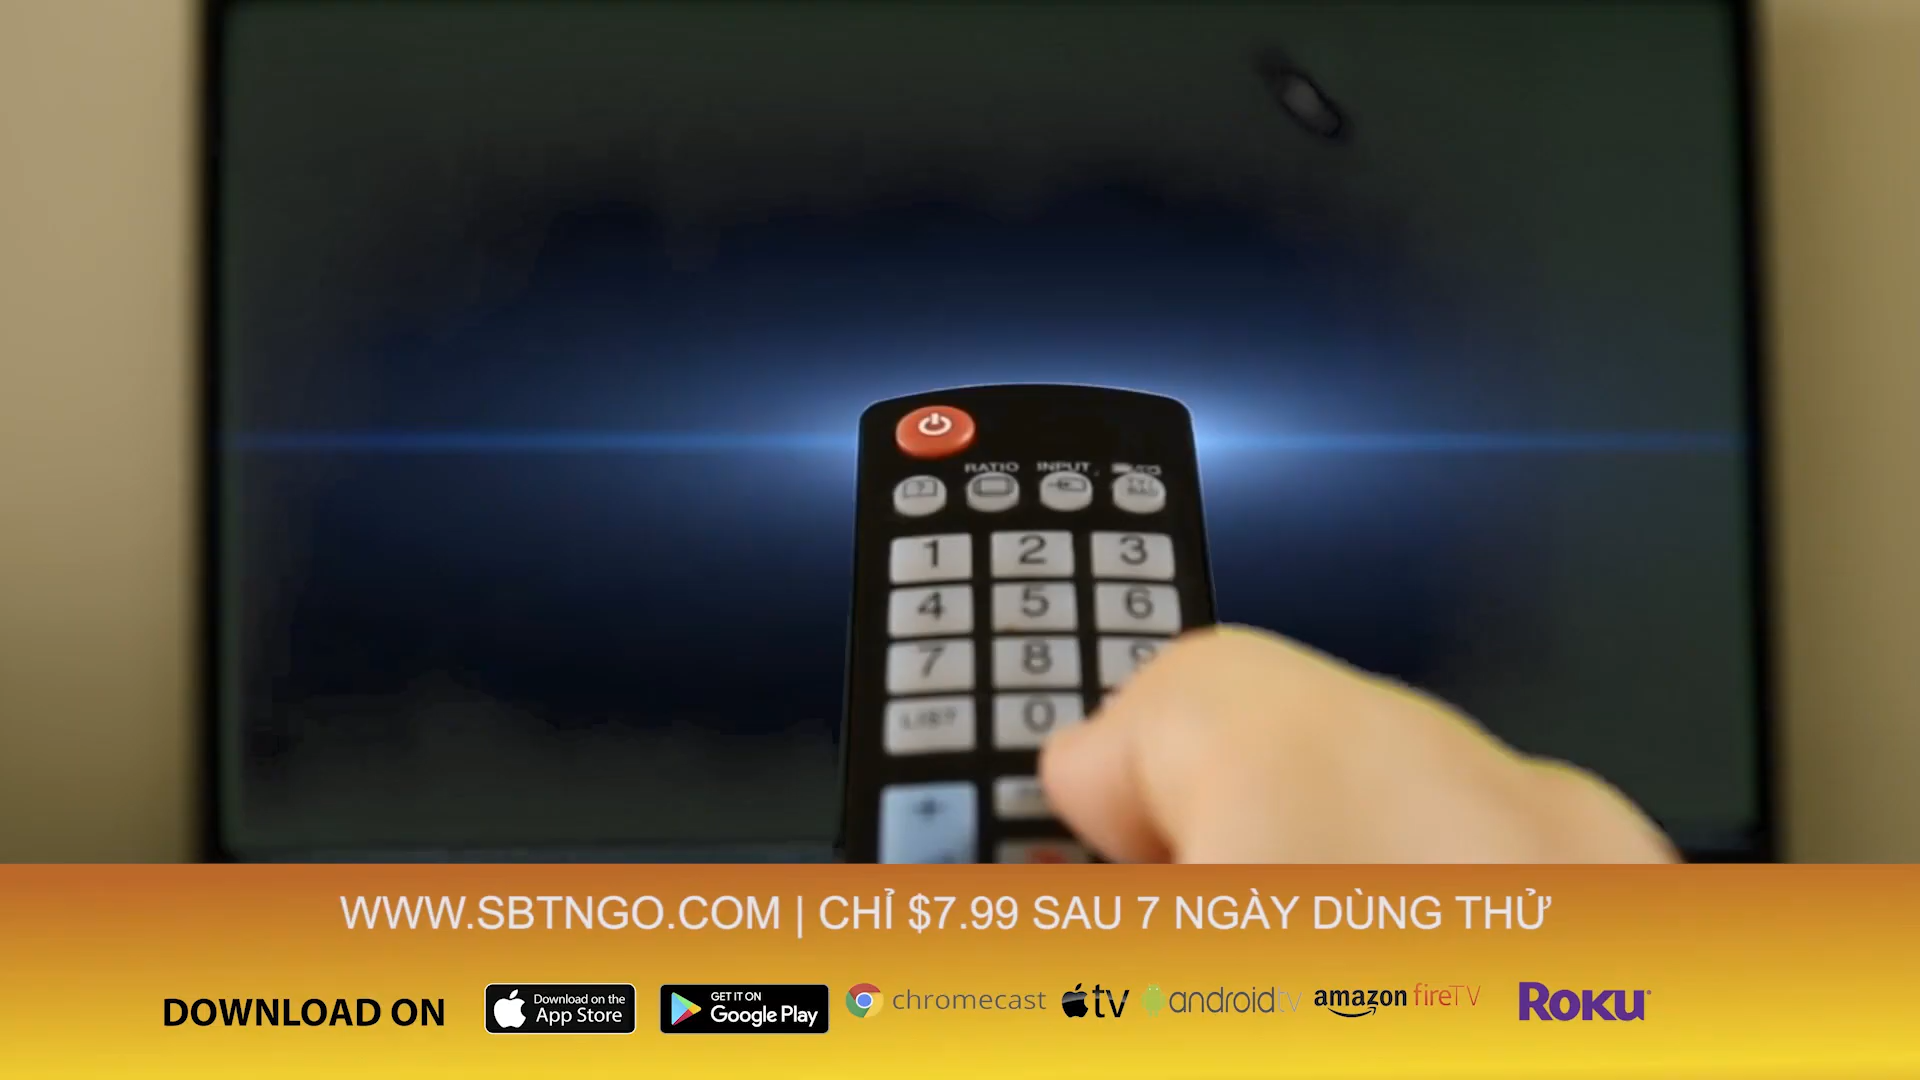 RATIO INPUT
1 2 3
4 5 6
7 8 9
LIST 0
WWW.SBTNGO.COM | CHỈ $7.99 SAU 7 NGÀY DÙNG THỬ
DOWNLOAD ON
Download on the
App Store
GET IT ON
Google Play
chromecast
tv
androidtv
amazon fireTV
ROKU